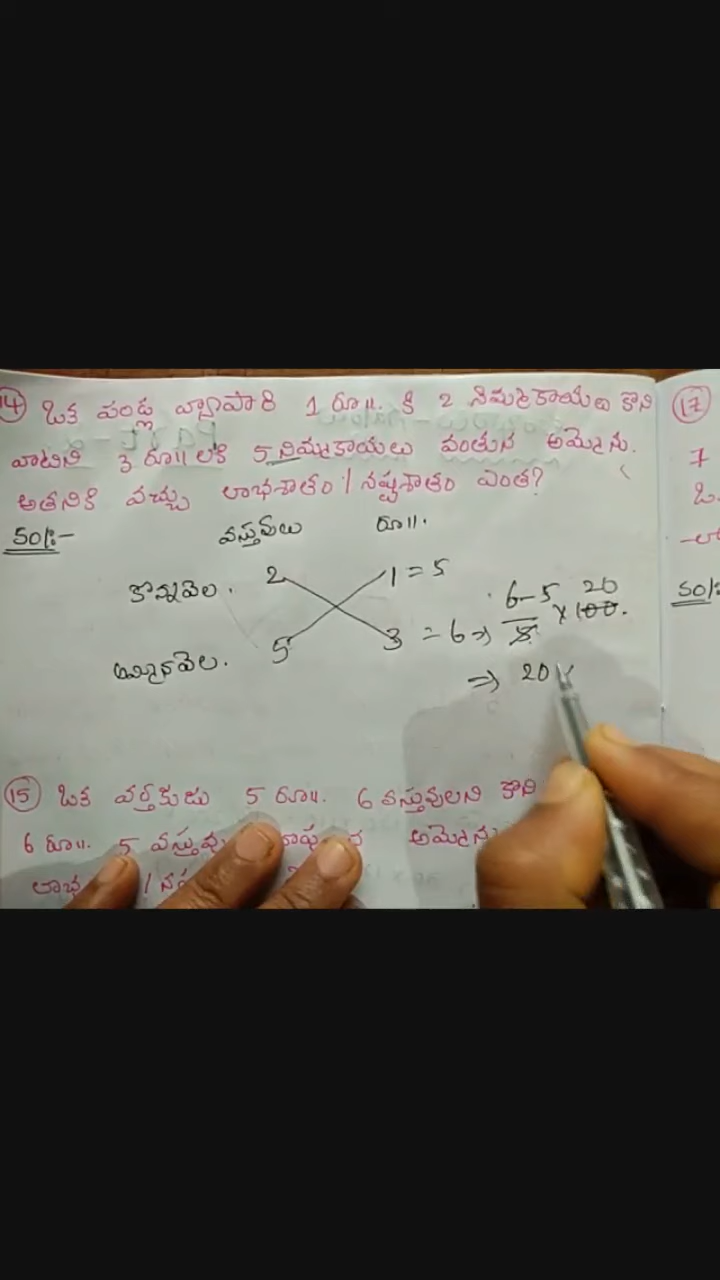 14 ఒక పండ్ల వ్యాపారి 1 రూ॥. కి 2 నిమ్మకాయలు కొని
వాటిని 3 రూ॥ లకి 5 నిమ్మకాయలు వంతున అమ్మెను.
అతనికి వచ్చు లాభశాతం / నష్టశాతం ఎంత?
Sol:- వస్తువులు రూ॥.
కొన్నవెల. 2 1 = 5
అమ్మినవెల. 5 3 = 6 ⇒ 6-5/5 × 100. 20
⇒ 20
15 ఒక వర్తకుడు 5 రూ॥. 6 వస్తువులని కొని
6 రూ॥. 5 అమ్మెను
లాభ /
17
7
ఒ
Sol